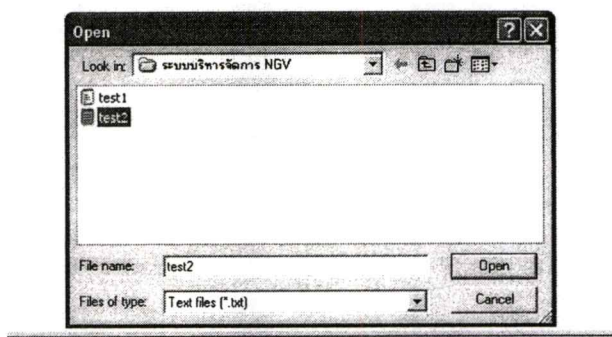 Open
Look in: ระบบบริหารจัดการ NGV
test1
test2
File name: test2 Open
Files of type: Text files (*.txt) Cancel